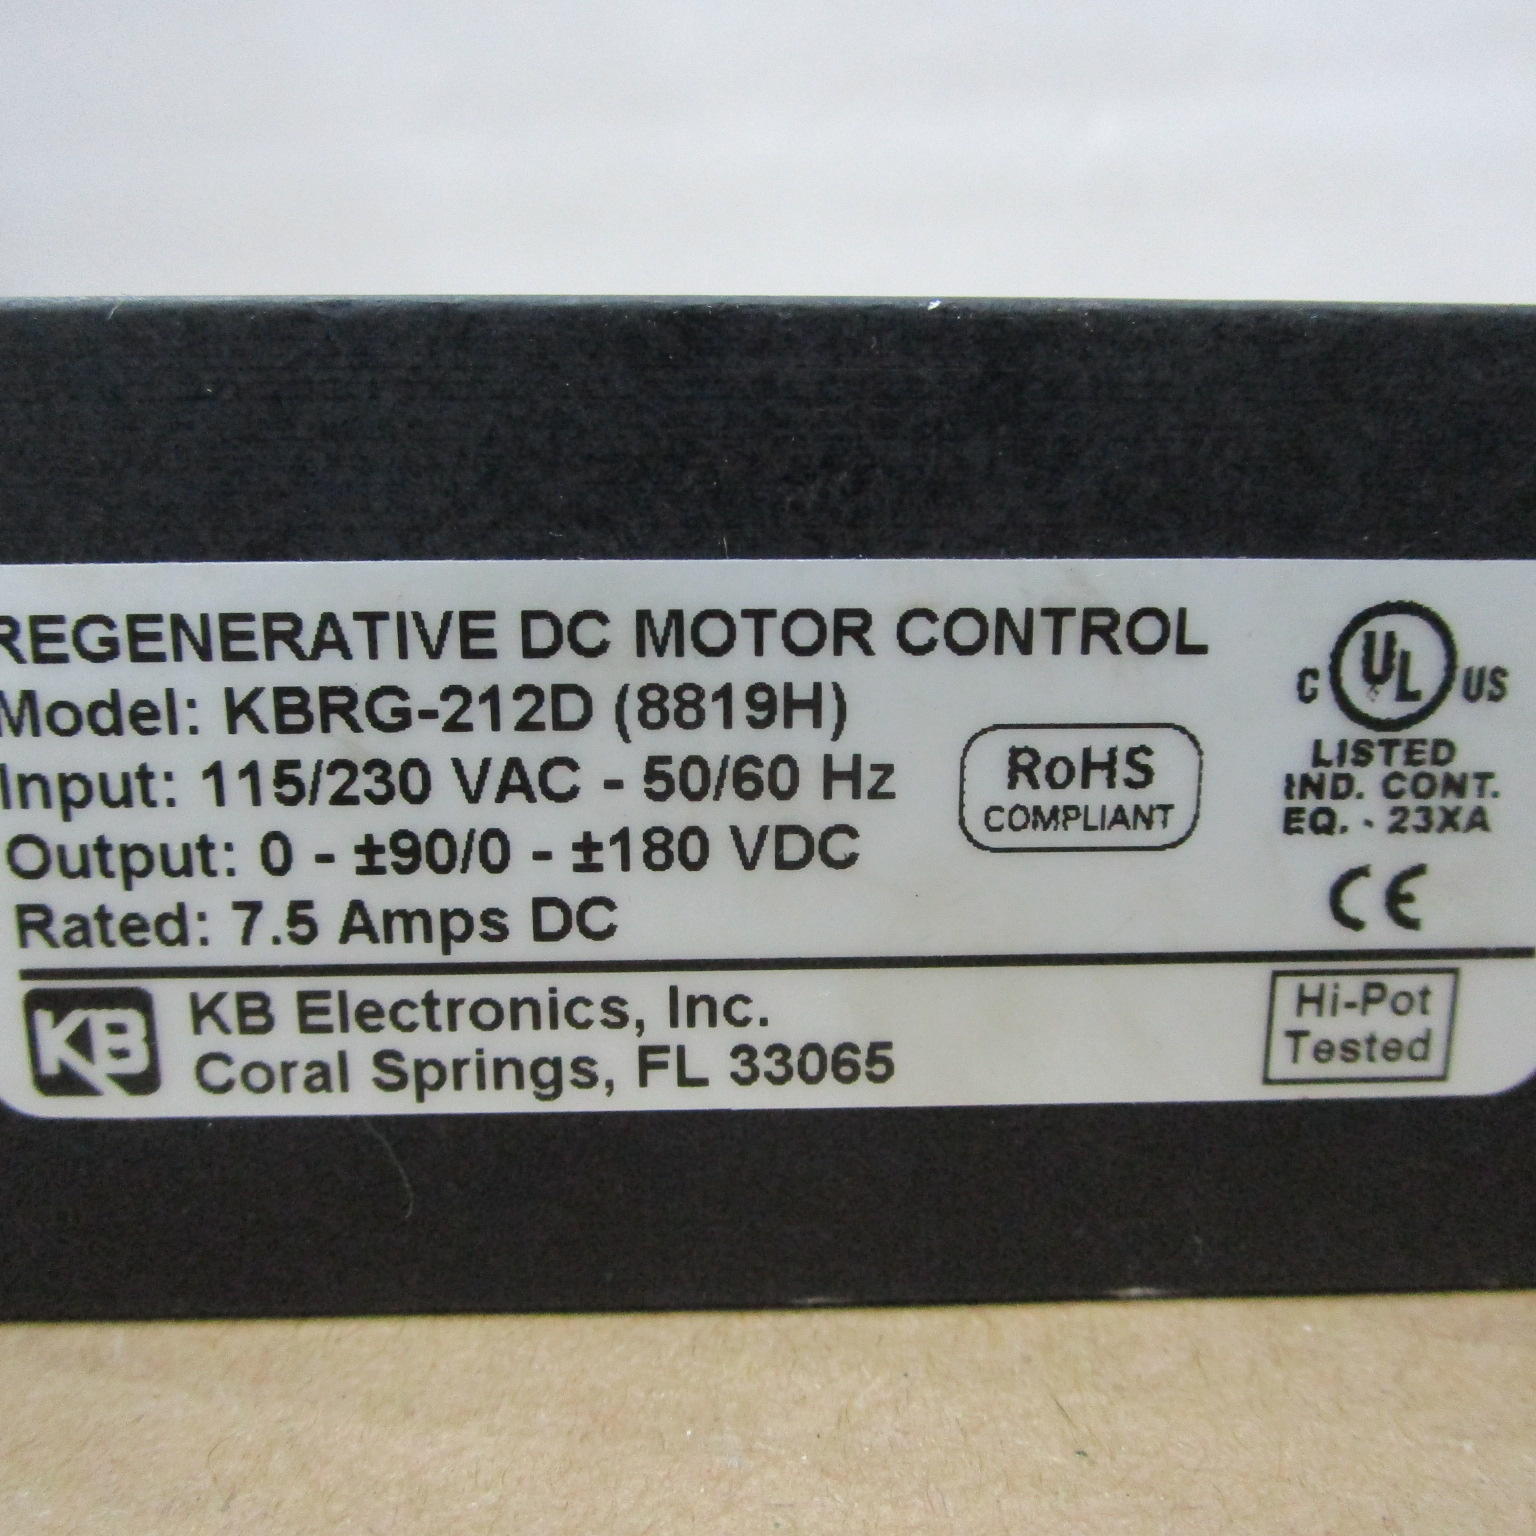 REGENERATIVE DC MOTOR CONTROL
Model: KBRG-212D (8819H)
Input: 115/230 VAC - 50/60 Hz
Output: 0 - ±90/0 - ±180 VDC
Rated: 7.5 Amps DC
RoHS
COMPLIANT
C UL US
LISTED
IND. CONT.
EQ. - 23XA
CE
KB
KB Electronics, Inc.
Coral Springs, FL 33065
Hi-Pot
Tested